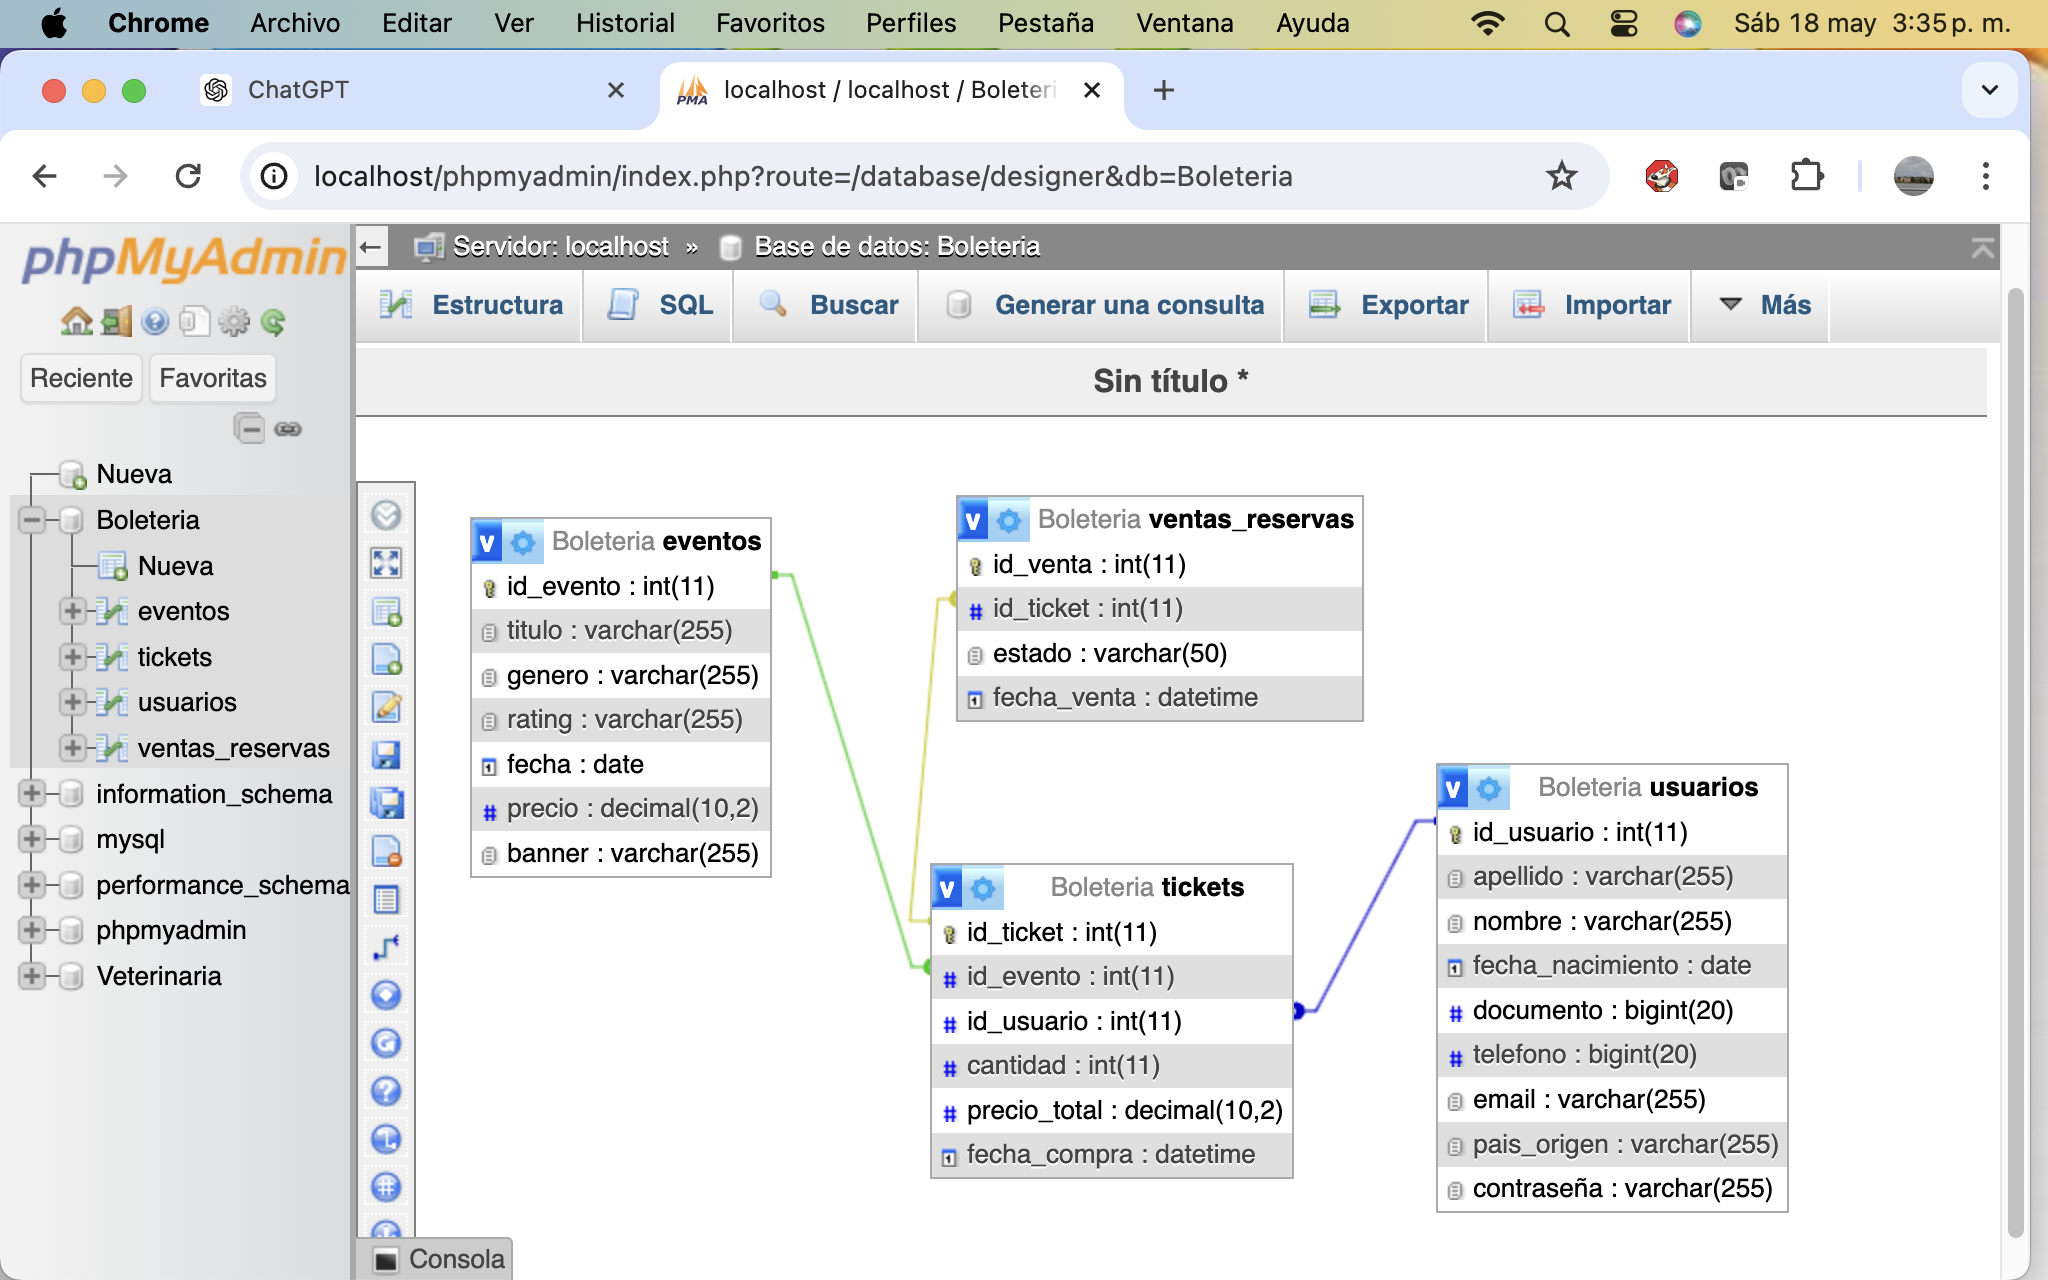 Chrome Archivo Editar Ver Historial Favoritos Perfiles Pestaña Ventana Ayuda Sáb 18 may 3:35 p. m.
ChatGPT
PMA localhost / localhost / Boleteri
localhost/phpmyadmin/index.php?route=/database/designer&db=Boleteria
phpMyAdmin
Reciente Favoritas
Nueva
Boleteria
Nueva
eventos
tickets
usuarios
ventas_reservas
information_schema
mysql
performance_schema
phpmyadmin
Veterinaria
Servidor: localhost » Base de datos: Boleteria
Estructura SQL Buscar Generar una consulta Exportar Importar Más
Sin título *
v Boleteria eventos
id_evento : int(11)
titulo : varchar(255)
genero : varchar(255)
rating : varchar(255)
fecha : date
precio : decimal(10,2)
banner : varchar(255)
v Boleteria ventas_reservas
id_venta : int(11)
id_ticket : int(11)
estado : varchar(50)
fecha_venta : datetime
v Boleteria tickets
id_ticket : int(11)
id_evento : int(11)
id_usuario : int(11)
cantidad : int(11)
precio_total : decimal(10,2)
fecha_compra : datetime
v Boleteria usuarios
id_usuario : int(11)
apellido : varchar(255)
nombre : varchar(255)
fecha_nacimiento : date
documento : bigint(20)
telefono : bigint(20)
email : varchar(255)
pais_origen : varchar(255)
contraseña : varchar(255)
Consola